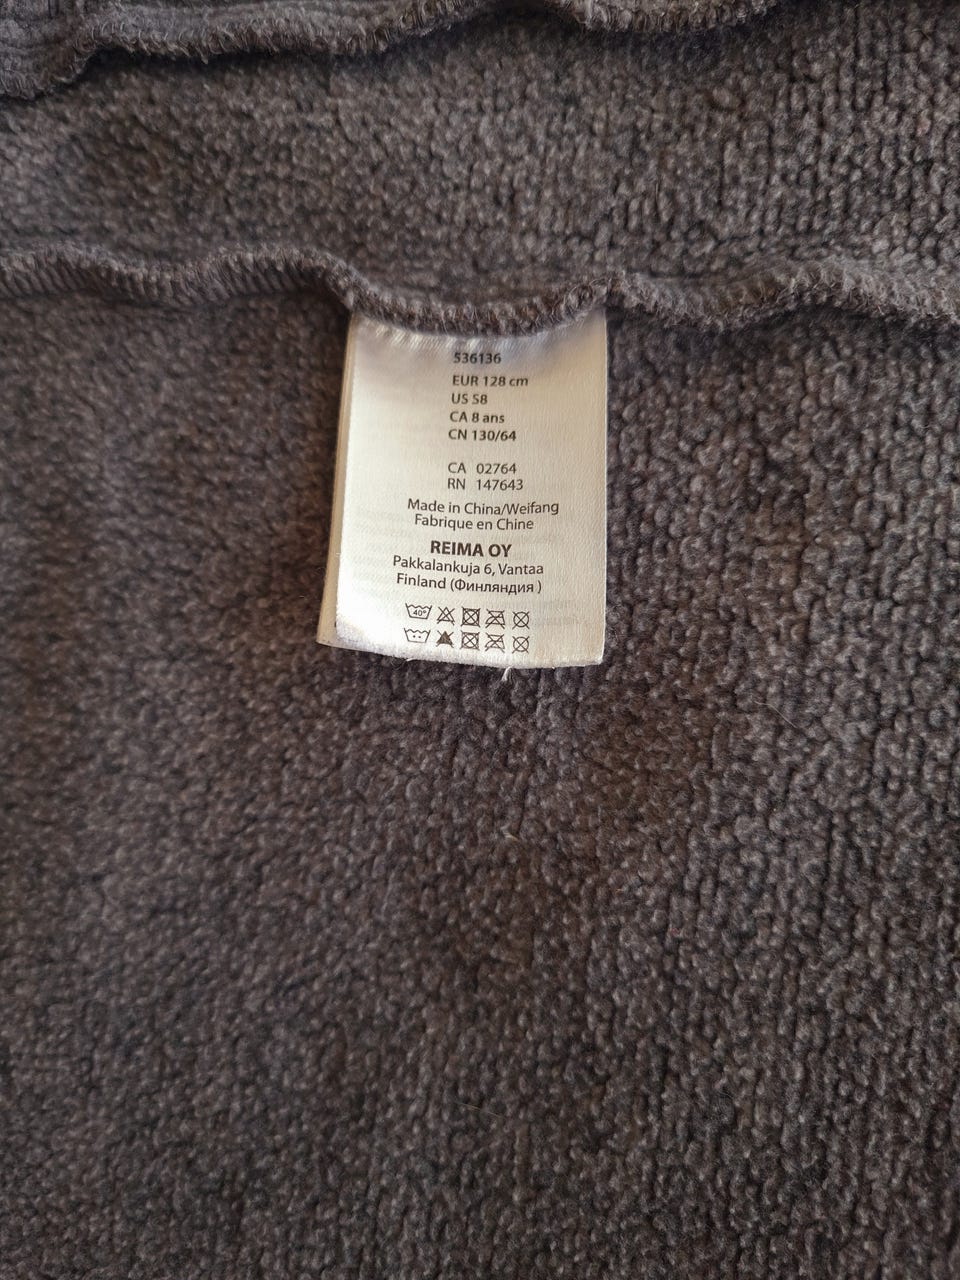 536136
EUR 128 cm
US S8
CA 8 ans
CN 130/64
CA 02764
RN 147643
Made in China/Weifang
Fabrique en Chine
REIMA OY
Pakkalankuja 6, Vantaa
Finland (Финляндия )
40°